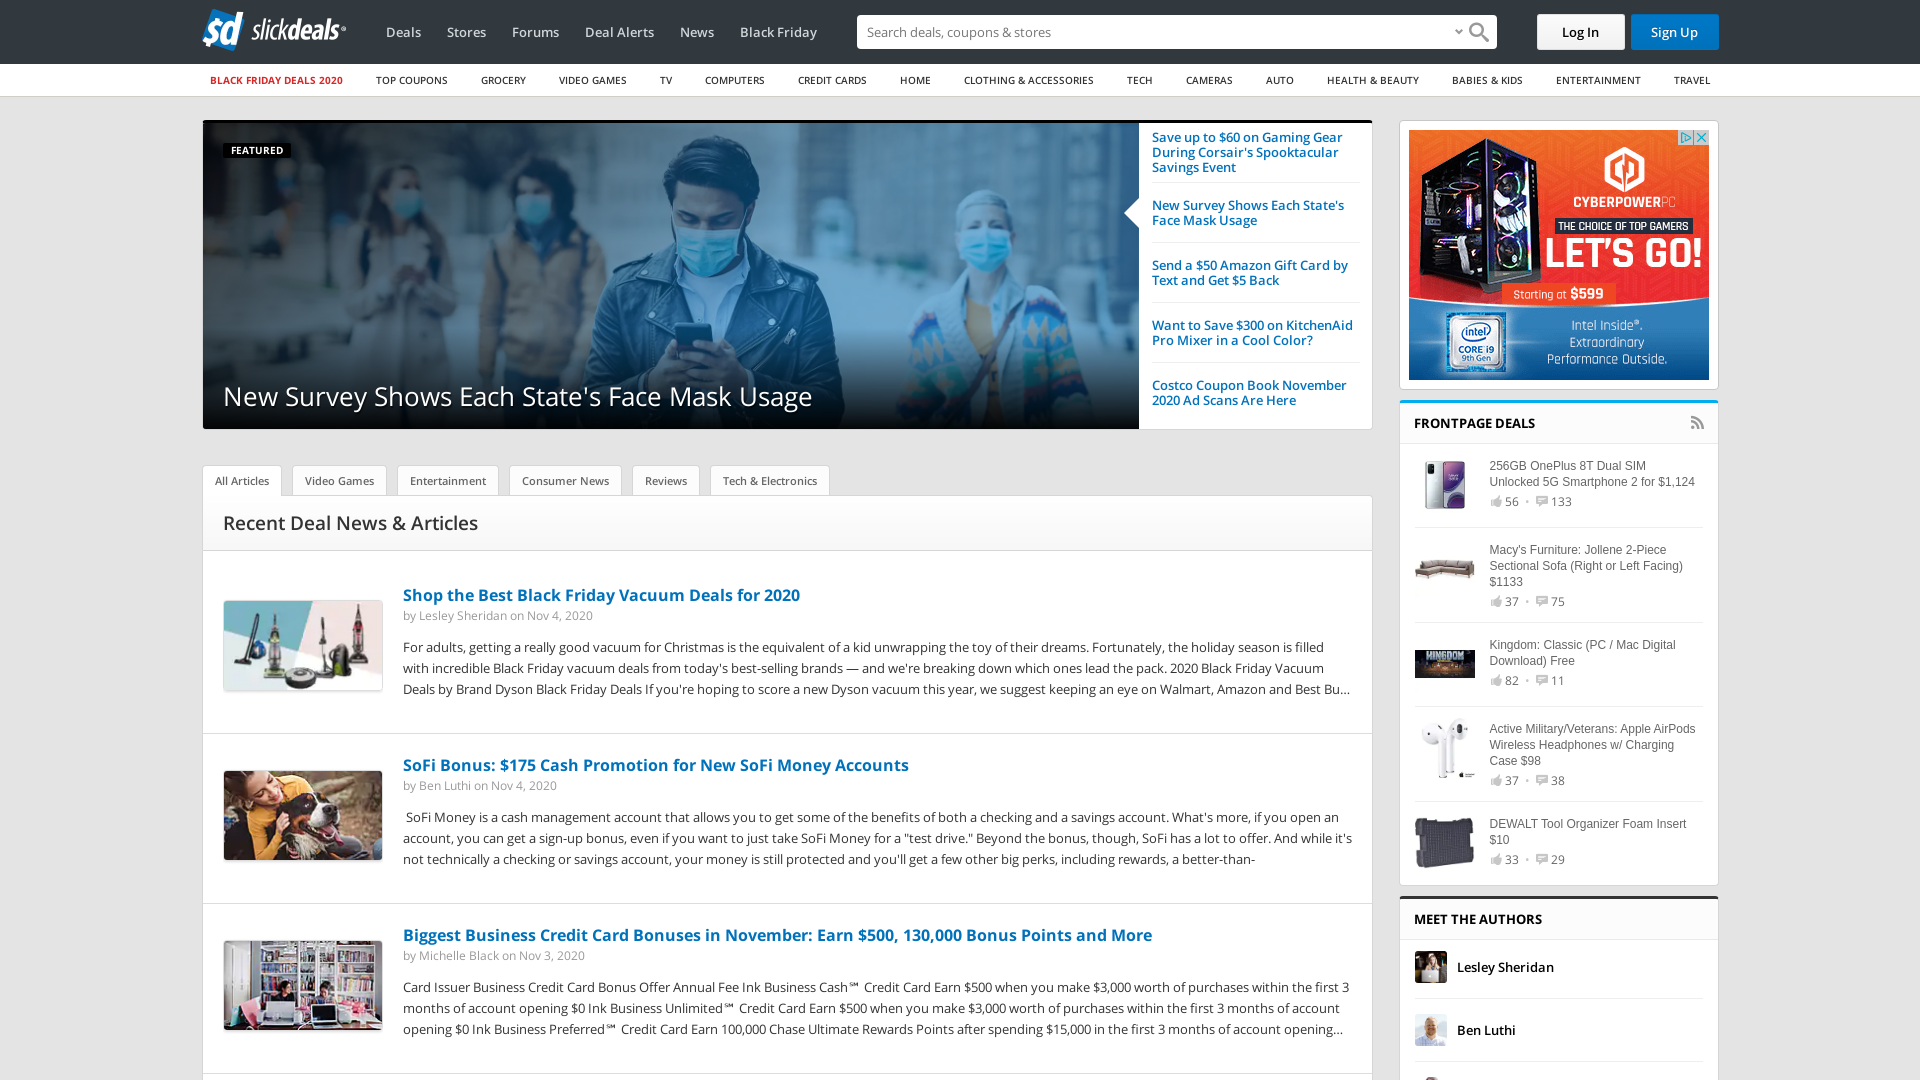 sd slickdeals®
Deals
Stores
Forums
Deal Alerts
News
Black Friday
Search deals, coupons & stores
Log In
Sign Up
BLACK FRIDAY DEALS 2020
TOP COUPONS
GROCERY
VIDEO GAMES
TV
COMPUTERS
CREDIT CARDS
HOME
CLOTHING & ACCESSORIES
TECH
CAMERAS
AUTO
HEALTH & BEAUTY
BABIES & KIDS
ENTERTAINMENT
TRAVEL
FEATURED
New Survey Shows Each State's Face Mask Usage
Save up to $60 on Gaming Gear
During Corsair's Spooktacular
Savings Event
New Survey Shows Each State's
Face Mask Usage
Send a $50 Amazon Gift Card by
Text and Get $5 Back
Want to Save $300 on KitchenAid
Pro Mixer in a Cool Color?
Costco Coupon Book November
2020 Ad Scans Are Here
CYBERPOWERPC
THE CHOICE OF TOP GAMERS
LET'S GO!
Starting at $599
intel
CORE i9
9th Gen
Intel Inside®.
Extraordinary
Performance Outside.
All Articles
Video Games
Entertainment
Consumer News
Reviews
Tech & Electronics
Recent Deal News & Articles
Shop the Best Black Friday Vacuum Deals for 2020
by Lesley Sheridan on Nov 4, 2020
For adults, getting a really good vacuum for Christmas is the equivalent of a kid unwrapping the toy of their dreams. Fortunately, the holiday season is filled
with incredible Black Friday vacuum deals from today's best-selling brands — and we're breaking down which ones lead the pack. 2020 Black Friday Vacuum
Deals by Brand Dyson Black Friday Deals If you're hoping to score a new Dyson vacuum this year, we suggest keeping an eye on Walmart, Amazon and Best Bu...
SoFi Bonus: $175 Cash Promotion for New SoFi Money Accounts
by Ben Luthi on Nov 4, 2020
SoFi Money is a cash management account that allows you to get some of the benefits of both a checking and a savings account. What's more, if you open an
account, you can get a sign-up bonus, even if you want to just take SoFi Money for a "test drive." Beyond the bonus, though, SoFi has a lot to offer. And while it's
not technically a checking or savings account, your money is still protected and you'll get a few other big perks, including rewards, a better-than-
Biggest Business Credit Card Bonuses in November: Earn $500, 130,000 Bonus Points and More
by Michelle Black on Nov 3, 2020
Card Issuer Business Credit Card Bonus Offer Annual Fee Ink Business Cash℠ Credit Card Earn $500 when you make $3,000 worth of purchases within the first 3
months of account opening $0 Ink Business Unlimited℠ Credit Card Earn $500 when you make $3,000 worth of purchases within the first 3 months of account
opening $0 Ink Business Preferred℠ Credit Card Earn 100,000 Chase Ultimate Rewards Points after spending $15,000 in the first 3 months of account opening...
FRONTPAGE DEALS
256GB OnePlus 8T Dual SIM
Unlocked 5G Smartphone 2 for $1,124
56 • 133
Macy's Furniture: Jollene 2-Piece
Sectional Sofa (Right or Left Facing)
$1133
37 • 75
KINGDOM
Kingdom: Classic (PC / Mac Digital
Download) Free
82 • 11
Active Military/Veterans: Apple AirPods
Wireless Headphones w/ Charging
Case $98
37 • 38
DEWALT Tool Organizer Foam Insert
$10
33 • 29
MEET THE AUTHORS
Lesley Sheridan
Ben Luthi